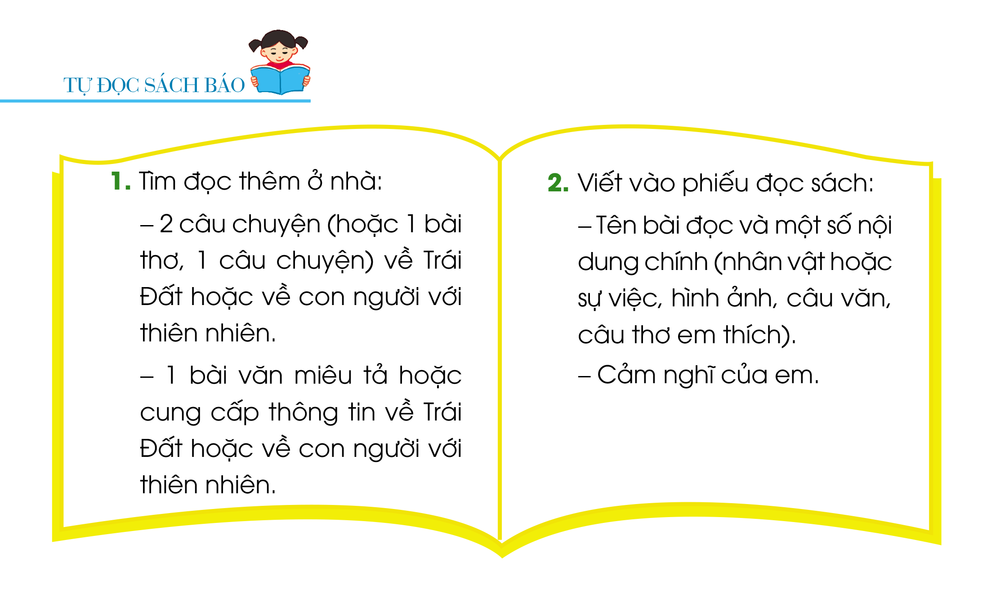 TỰ ĐỌC SÁCH BÁO
1. Tìm đọc thêm ở nhà:
– 2 câu chuyện (hoặc 1 bài
thơ, 1 câu chuyện) về Trái
Đất hoặc về con người với
thiên nhiên.
– 1 bài văn miêu tả hoặc
cung cấp thông tin về Trái
Đất hoặc về con người với
thiên nhiên.
2. Viết vào phiếu đọc sách:
– Tên bài đọc và một số nội
dung chính (nhân vật hoặc
sự việc, hình ảnh, câu văn,
câu thơ em thích).
– Cảm nghĩ của em.